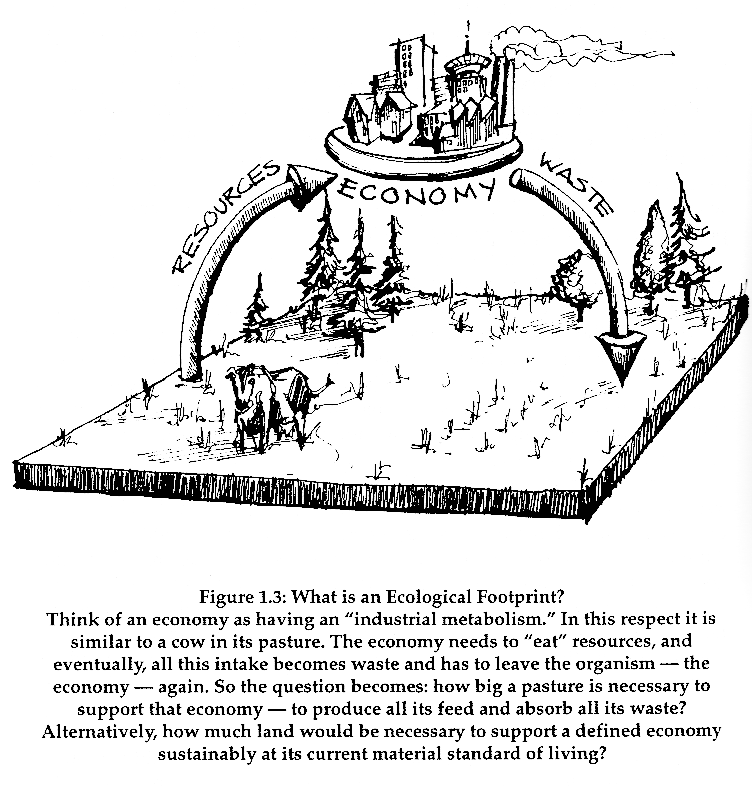 RESOURCES
ECONOMY
WASTE
Figure 1.3: What is an Ecological Footprint?
Think of an economy as having an “industrial metabolism.” In this respect it is
similar to a cow in its pasture. The economy needs to “eat” resources, and
eventually, all this intake becomes waste and has to leave the organism — the
economy — again. So the question becomes: how big a pasture is necessary to
support that economy — to produce all its feed and absorb all its waste?
Alternatively, how much land would be necessary to support a defined economy
sustainably at its current material standard of living?